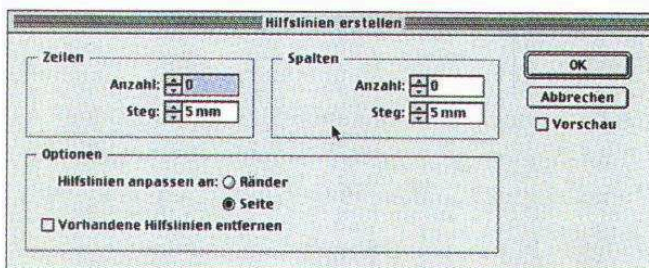 Hilfslinien erstellen
Zeilen
Anzahl: 0
Steg: 5 mm
Spalten
Anzahl: 0
Steg: 5 mm
OK
Abbrechen
Vorschau
Optionen
Hilfslinien anpassen an: Ränder
Seite
Vorhandene Hilfslinien entfernen